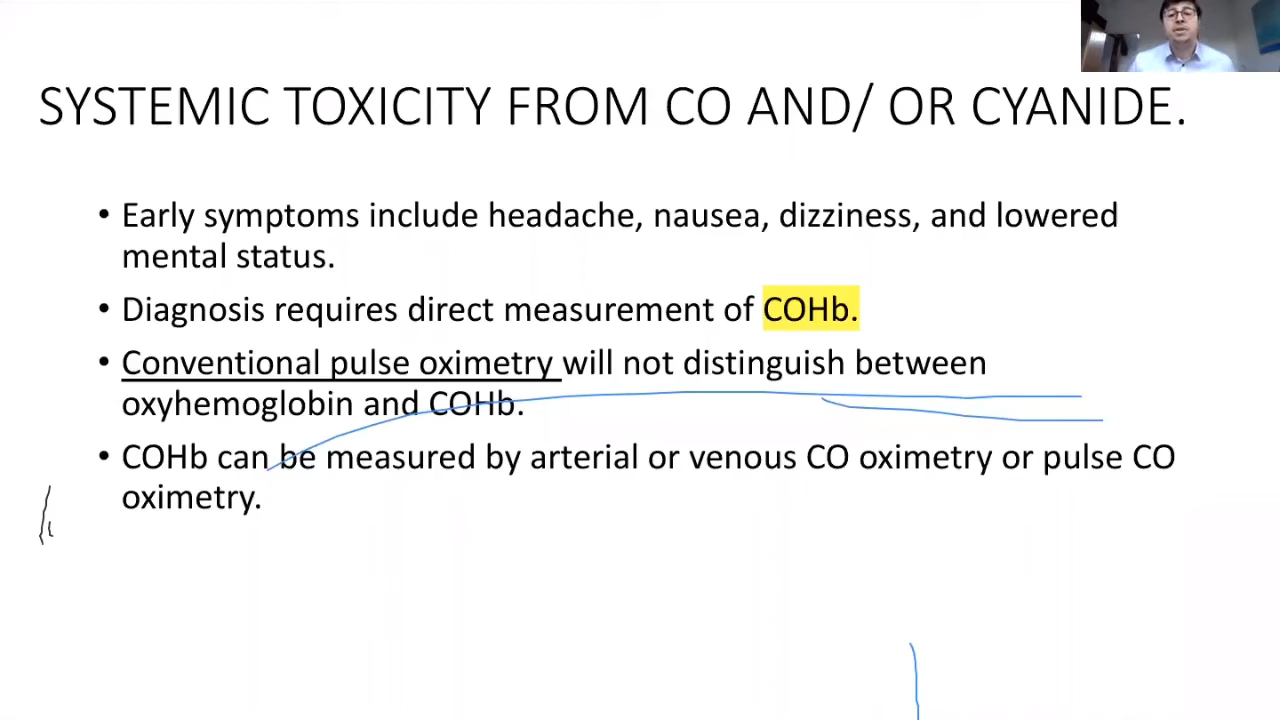 SYSTEMIC TOXICITY FROM CO AND/ OR CYANIDE.
• Early symptoms include headache, nausea, dizziness, and lowered
mental status.
• Diagnosis requires direct measurement of COHb.
• Conventional pulse oximetry will not distinguish between
oxyhemoglobin and COHb.
• COHb can be measured by arterial or venous CO oximetry or pulse CO
oximetry.